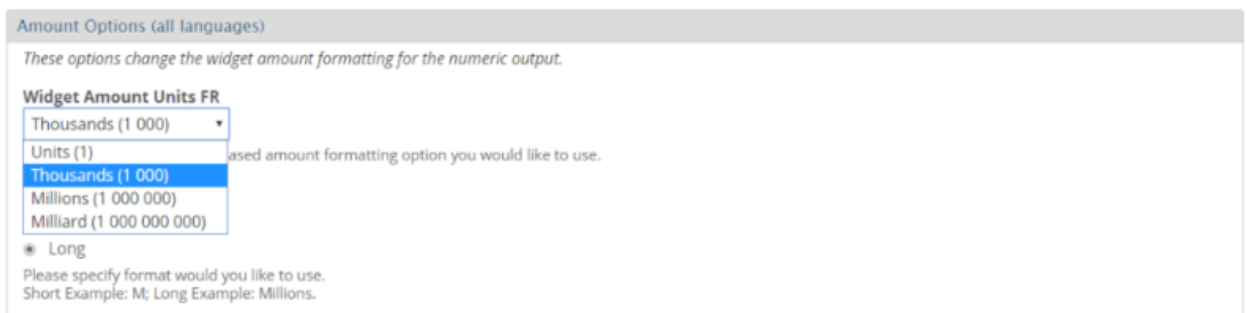 Amount Options (all languages)
These options change the widget amount formatting for the numeric output.
Widget Amount Units FR
Thousands (1 000)
Units (1)
ased amount formatting option you would like to use.
Thousands (1 000)
Millions (1 000 000)
Milliard (1 000 000 000)
Long
Please specify format would you like to use.
Short Example: M; Long Example: Millions.